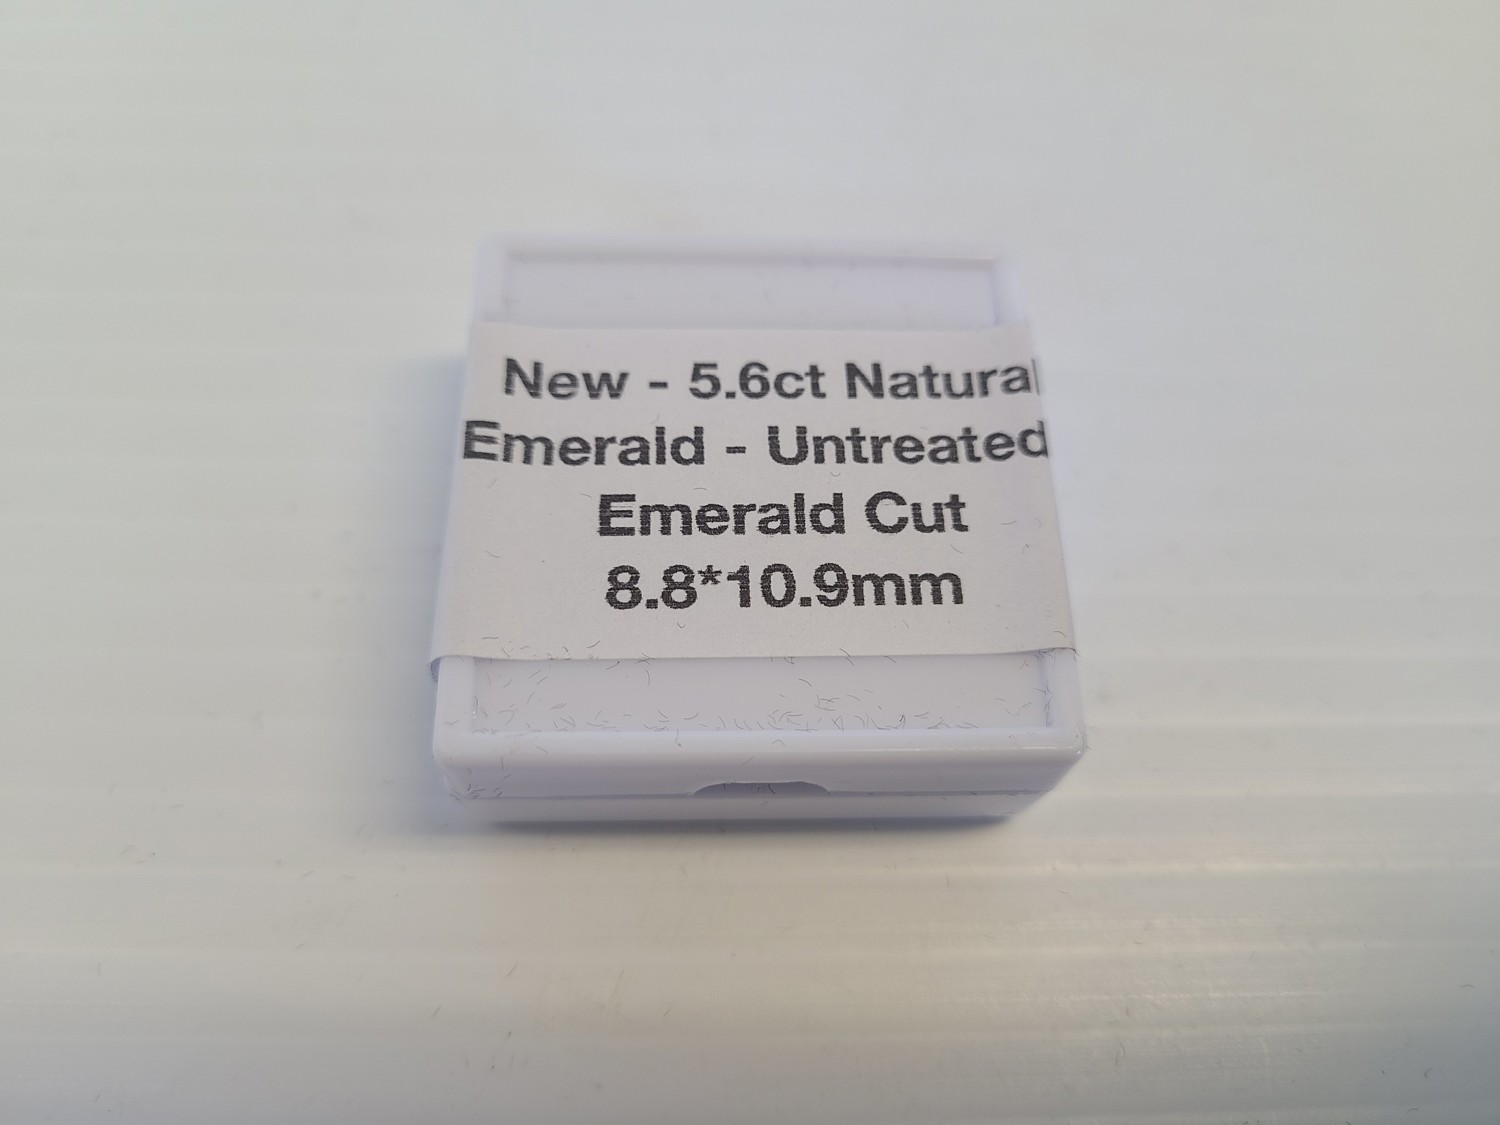 New - 5.6ct Natural
Emerald - Untreated
Emerald Cut
8.8*10.9mm